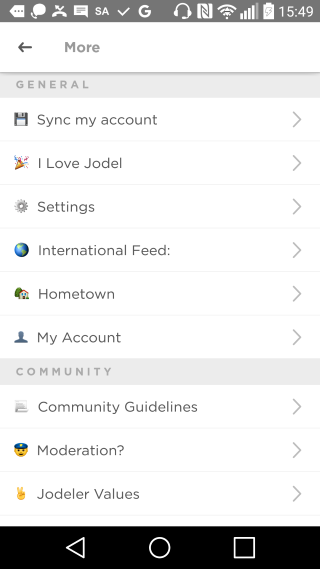 SA G 15:49
More
GENERAL
Sync my account
I Love Jodel
Settings
International Feed:
Hometown
My Account
COMMUNITY
Community Guidelines
Moderation?
Jodeler Values